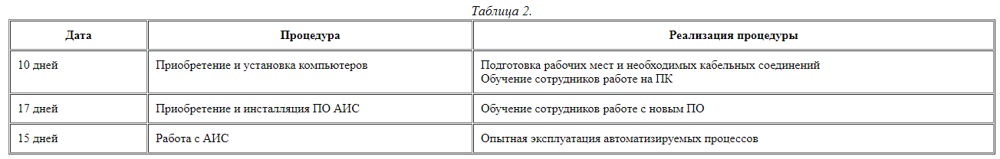 Таблица 2.
Дата Процедура Реализация процедуры
10 дней Приобретение и установка компьютеров Подготовка рабочих мест и необходимых кабельных соединений
Обучение сотрудников работе на ПК
17 дней Приобретение и инсталляция ПО АИС Обучение сотрудников работе с новым ПО
15 дней Работа с АИС Опытная эксплуатация автоматизируемых процессов